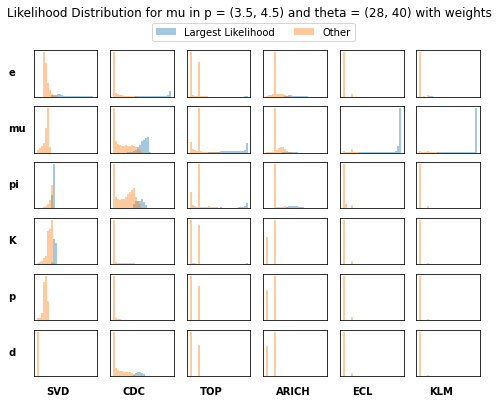 Likelihood Distribution for mu in p = (3.5, 4.5) and theta = (28, 40) with weights
Largest Likelihood Other
e
mu
pi
K
p
d
SVD CDC TOP ARICH ECL KLM